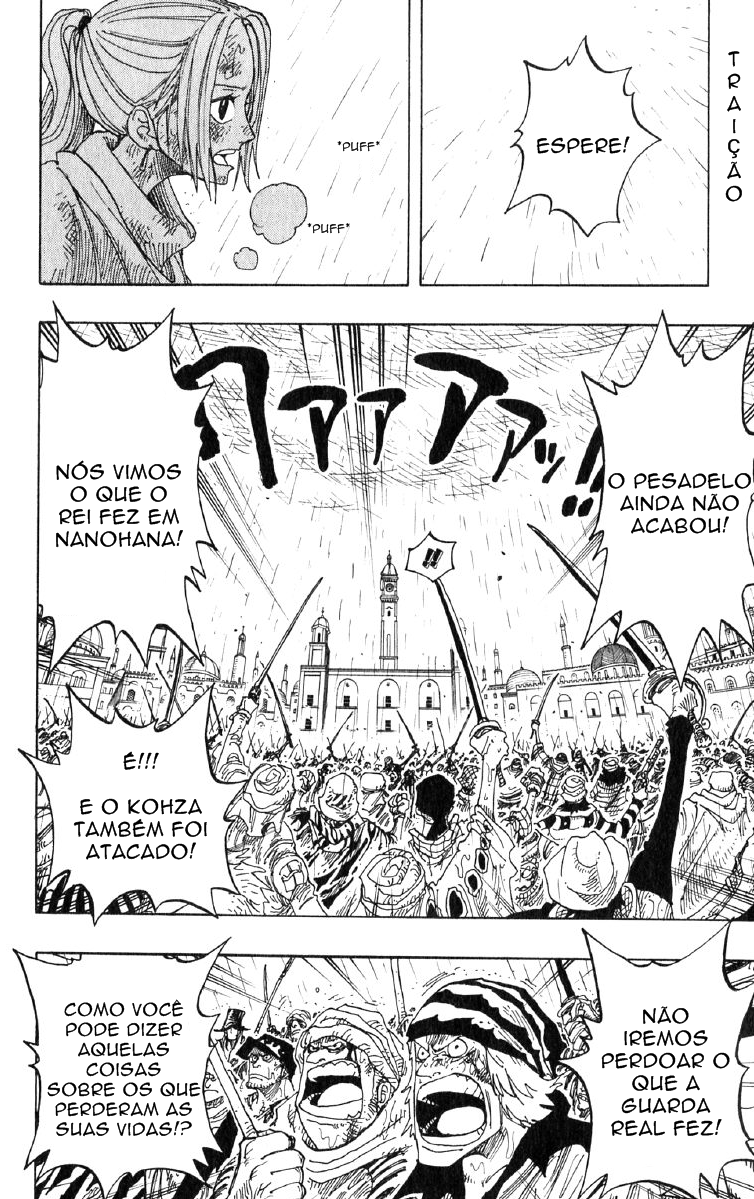 T
R
A
I
Ç
Ã
O
ESPERE!
*PUFF*
*PUFF*
O PESADELO
AINDA NÃO
ACABOU!
!!
NÓS VIMOS
O QUE O
REI FEZ EM
NANOHANA!
É!!!
E O KOHZA
TAMBÉM FOI
ATACADO!
NÃO
IREMOS
PERDOAR O
QUE A
GUARDA
REAL FEZ!
COMO VOCÊ
PODE DIZER
AQUELAS
COISAS
SOBRE OS QUE
PERDERAM AS
SUAS VIDAS!?